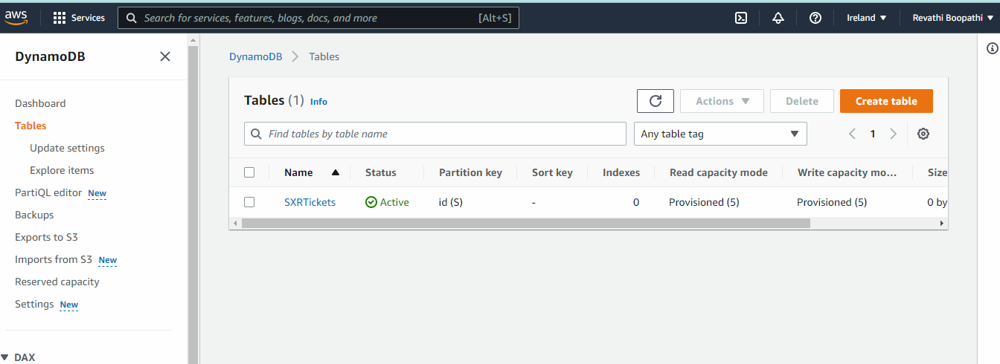 aws Services Search for services, features, blogs, docs, and more [Alt+S] Ireland Revathi Boopathi
DynamoDB
Dashboard
Tables
Update settings
Explore items
PartiQL editor New
Backups
Exports to S3
Imports from S3 New
Reserved capacity
Settings New
DAX
DynamoDB Tables
Tables (1) Info Actions Delete Create table
Find tables by table name Any table tag 1
Name Status Partition key Sort key Indexes Read capacity mode Write capacity mo... Size
SXRTickets Active id (S) - 0 Provisioned (5) Provisioned (5) 0 by